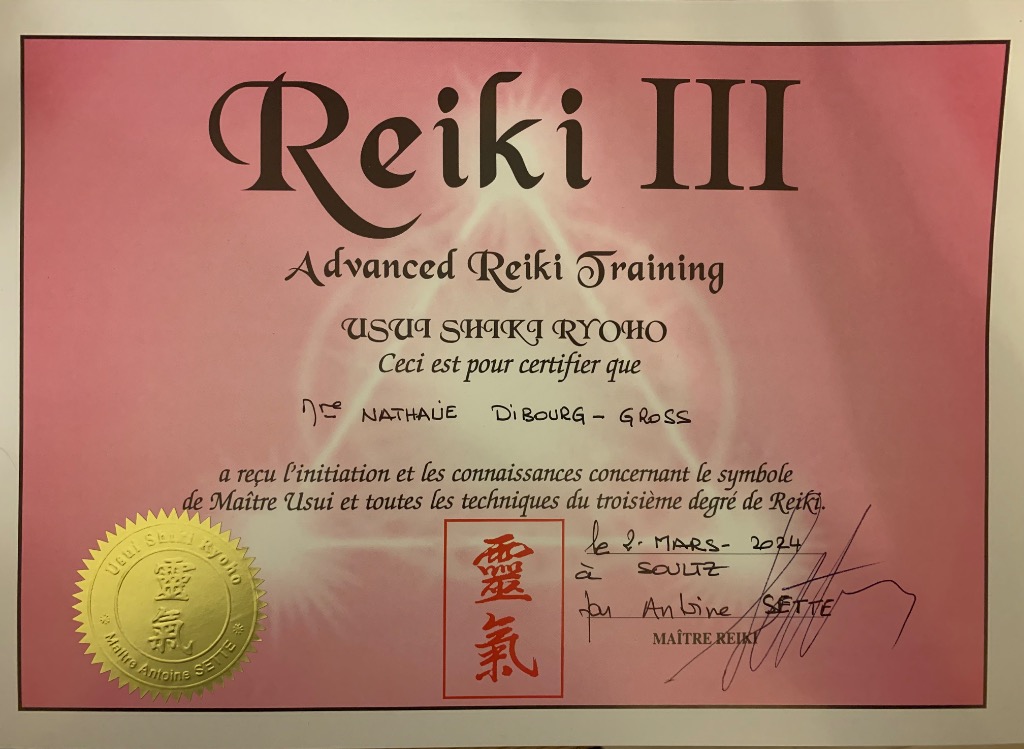 Reiki III
Advanced Reiki Training
USUI SHIKI RYOHO
Ceci est pour certifier que
Mme NATHALIE DIBOURG - GROSS
a reçu l'initiation et les connaissances concernant le symbole
de Maître Usui et toutes les techniques du troisième degré de Reiki.
le 2. MARS- 2024
à SOULTZ
par Antoine SETTE
MAÎTRE REIKI
靈
氣
Usui Shiki Ryoho
靈
氣
Maître Antoine SETTE